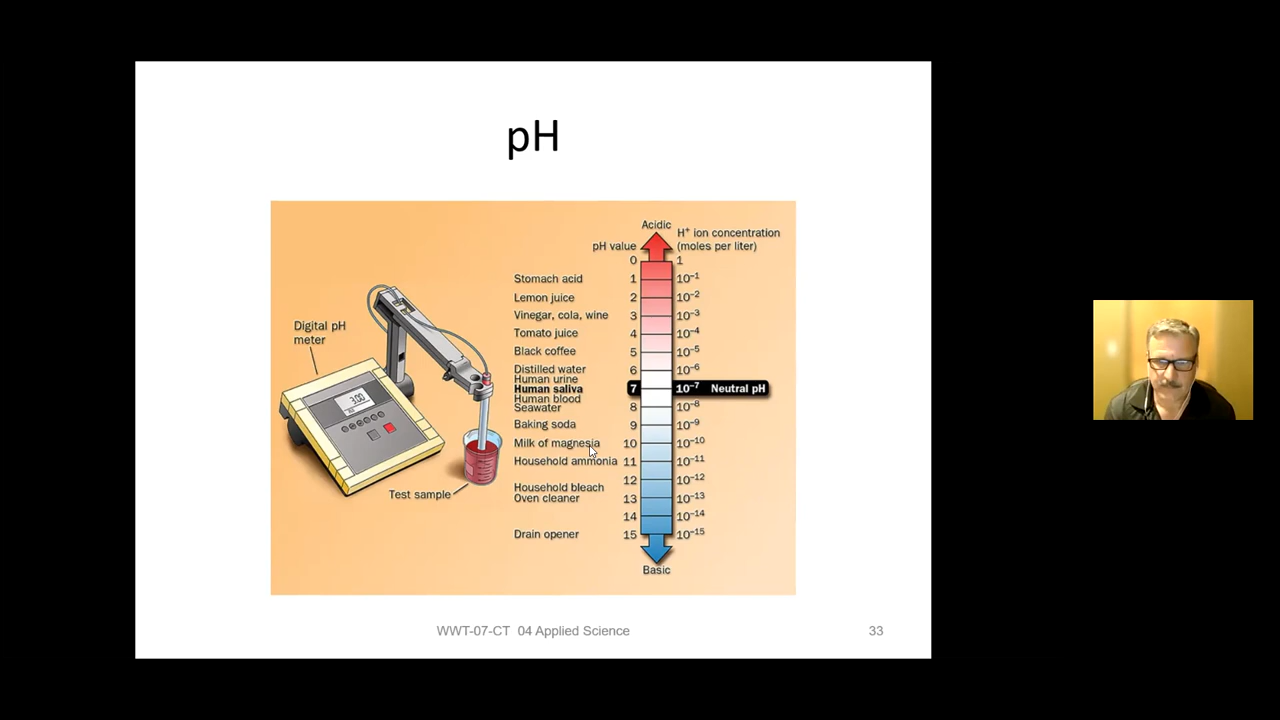 pH
Acidic
H⁺ ion concentration
pH value (moles per liter)
0 1
Stomach acid 1 10⁻¹
Lemon juice 2 10⁻²
Vinegar, cola, wine 3 10⁻³
Tomato juice 4 10⁻⁴
Black coffee 5 10⁻⁵
Distilled water 6 10⁻⁶
Human urine
Human saliva 7 10⁻⁷ Neutral pH
Human blood
Seawater 8 10⁻⁸
Baking soda 9 10⁻⁹
Milk of magnesia 10 10⁻¹⁰
Household ammonia 11 10⁻¹¹
12 10⁻¹²
Household bleach
Oven cleaner 13 10⁻¹³
14 10⁻¹⁴
Drain opener 15 10⁻¹⁵
Basic
Digital pH
meter
3.00
Test sample
WWT-07-CT 04 Applied Science 33